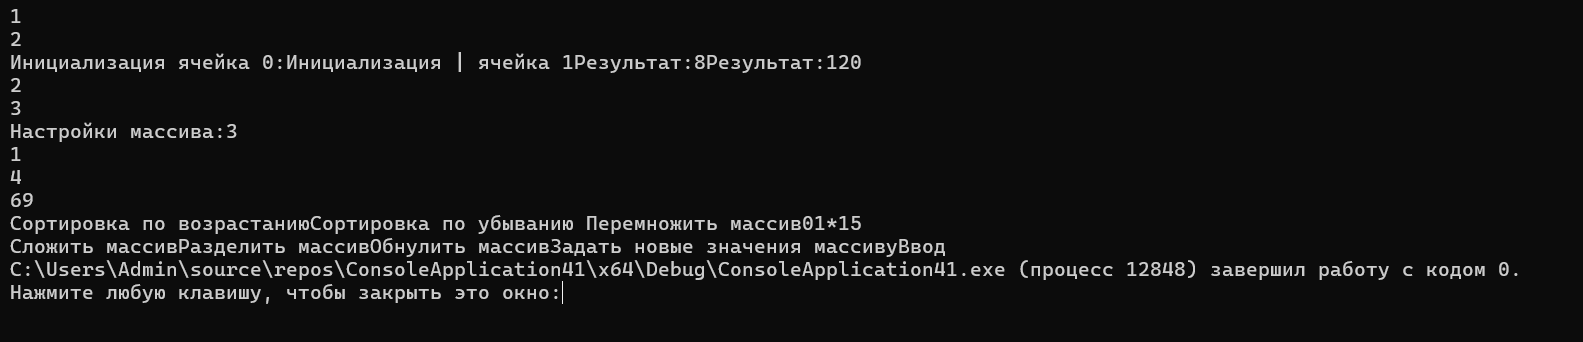 1
2
Инициализация ячейка 0:Инициализация | ячейка 1Результат:8Результат:120
2
3
Настройки массива:3
1
4
69
Сортировка по возрастаниюСортировка по убыванию Перемножить массив01*15
Сложить массивРазделить массивОбнулить массивЗадать новые значения массивуВвод
C:\Users\Admin\source\repos\ConsoleApplication41\x64\Debug\ConsoleApplication41.exe (процесс 12848) завершил работу с кодом 0.
Нажмите любую клавишу, чтобы закрыть это окно: